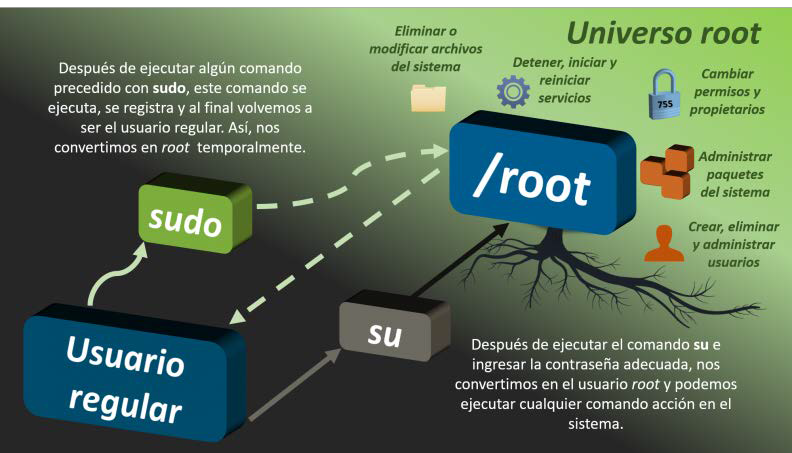 Universo root
Eliminar o
modificar archivos
del sistema
Detener, iniciar y
reiniciar
servicios
Cambiar
permisos y
propietarios
755
Administrar
paquetes
del sistema
Crear, eliminar
y administrar
usuarios
Después de ejecutar algún comando
precedido con sudo, este comando se
ejecuta, se registra y al final volvemos a
ser el usuario regular. Así, nos
convertimos en root temporalmente.
/root
sudo
su
Usuario
regular
Después de ejecutar el comando su e
ingresar la contraseña adecuada, nos
convertimos en el usuario root y podemos
ejecutar cualquier comando acción en el
sistema.